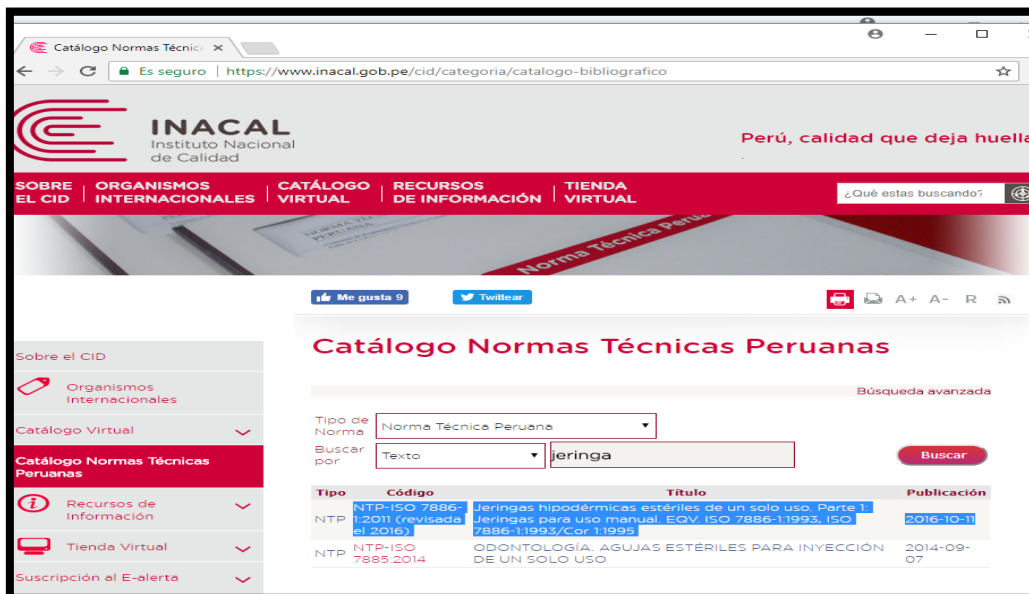 Catálogo Normas Técnic
Es seguro | https://www.inacal.gob.pe/cid/categoria/catalogo-bibliografico
INACAL
Instituto Nacional
de Calidad
Perú, calidad que deja huella
SOBRE EL CID | ORGANISMOS INTERNACIONALES | CATÁLOGO VIRTUAL | RECURSOS DE INFORMACIÓN | TIENDA VIRTUAL
¿Qué estas buscando?
Norma Técnica Perua
Me gusta 9
Twittear
A+ A- R
Sobre el CID
Organismos
Internacionales
Catálogo Virtual
Catálogo Normas Técnicas
Peruanas
Recursos de
Información
Tienda Virtual
Suscripción al E-alerta
Catálogo Normas Técnicas Peruanas
Búsqueda avanzada
Tipo de
Norma
Norma Técnica Peruana
Buscar
por
Texto
jeringa
Buscar
Tipo Código Título Publicación
NTP NTP-ISO 7886-1:2011 (revisada el 2016) Jeringas hipodérmicas estériles de un solo uso. Parte 1: Jeringas para uso manual. EQV. ISO 7886-1:1993, ISO 7886-1:1993/Cor 1:1995 2016-10-11
NTP NTP-ISO 7885:2014 ODONTOLOGÍA. AGUJAS ESTÉRILES PARA INYECCIÓN DE UN SOLO USO 2014-09-07